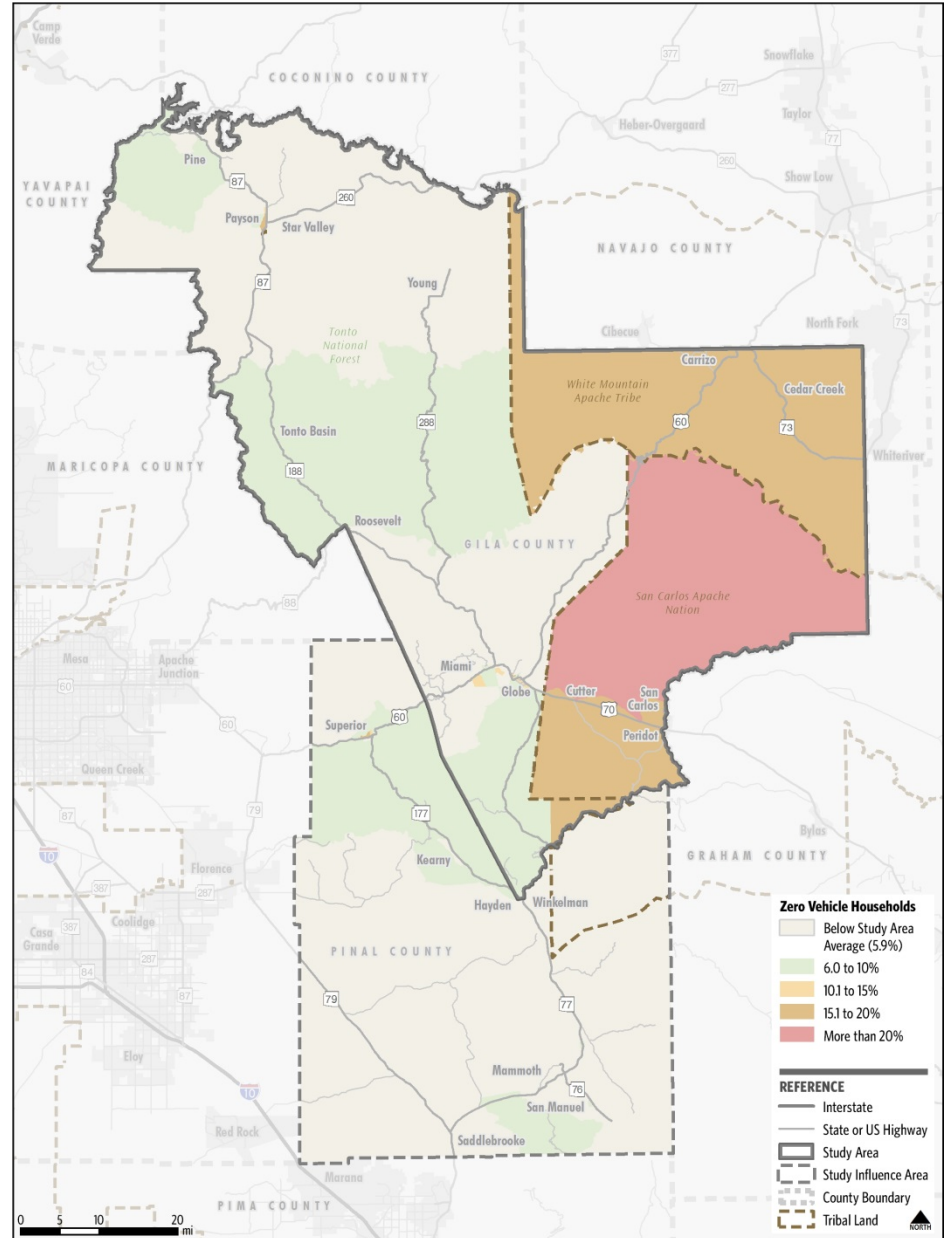 Camp
Verde
377
Snowflake
COCONINO COUNTY
277
Taylor
Heber-Overgaard
77
260
Show Low
Pine
87
YAVAPAI
COUNTY
260
Payson
Star Valley
NAVAJO COUNTY
87
Young
Cibecue
North Fork
73
Tonto
National
Forest
Carrizo
White Mountain
Apache Tribe
Cedar Creek
60
73
288
Tonto Basin
Whiteriver
MARICOPA COUNTY
188
Roosevelt
GILA COUNTY
88
San Carlos Apache
Nation
Mesa
60
Apache
Junction
Miami
Globe
Cutter
San
Carlos
70
Superior
60
60
Peridot
Queen Creek
79
87
177
Bylas
10
Kearny
GRAHAM COUNTY
Florence
387
287
Hayden
Winkelman
Coolidge
Casa
Grande
387
287
PINAL COUNTY
84
87
79
77
Eloy
Mammoth
76
10
San Manuel
Red Rock
Saddlebrooke
Marana
PIMA COUNTY
0 5 10 20
mi
Zero Vehicle Households
Below Study Area
Average (5.9%)
6.0 to 10%
10.1 to 15%
15.1 to 20%
More than 20%
REFERENCE
Interstate
State or US Highway
Study Area
Study Influence Area
County Boundary
Tribal Land
NORTH